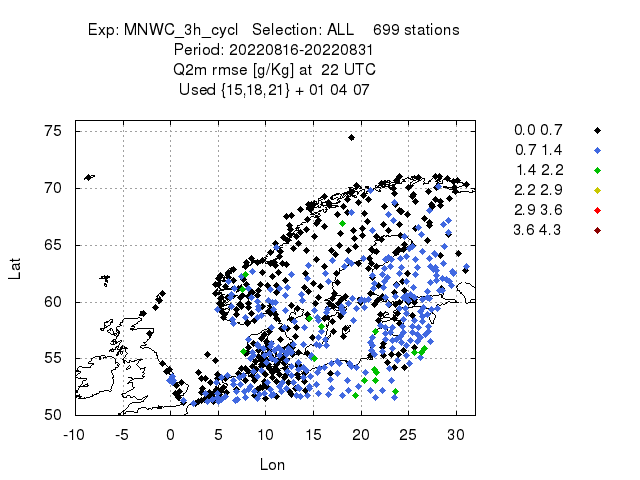 Exp: MNWC_3h_cycl   Selection: ALL    699 stations
Period: 20220816-20220831
Q2m rmse [g/Kg] at  22 UTC
Used {15,18,21} + 01 04 07
0.0 0.7
0.7 1.4
1.4 2.2
2.2 2.9
2.9 3.6
3.6 4.3
75
70
65
60
55
50
Lat
-10 -5 0 5 10 15 20 25 30
Lon